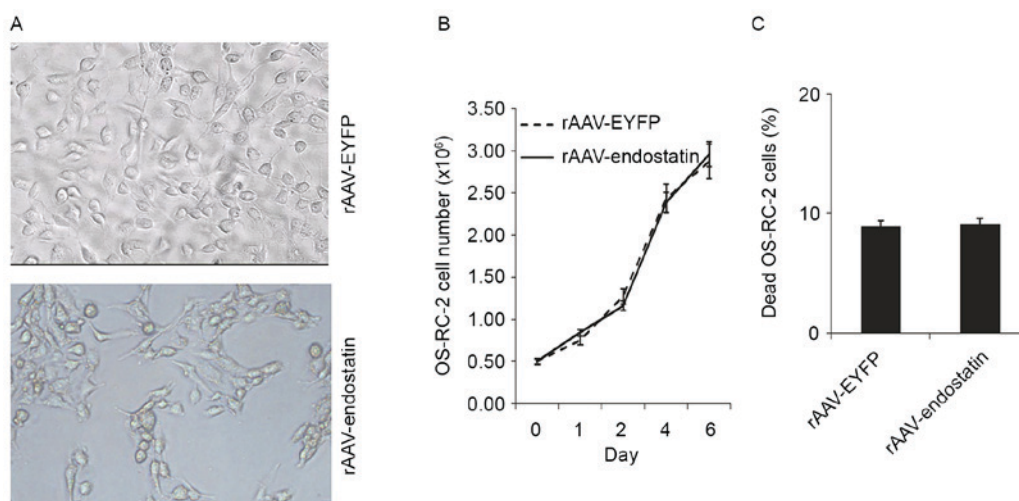 A
rAAV-EYFP
rAAV-endostatin
B
OS-RC-2 cell number (x10⁶)
3.50
3.00
2.50
2.00
1.50
1.00
0.50
0.00
rAAV-EYFP
rAAV-endostatin
0 1 2 4 6
Day
C
Dead OS-RC-2 cells (%)
20
10
0
rAAV-EYFP
rAAV-endostatin